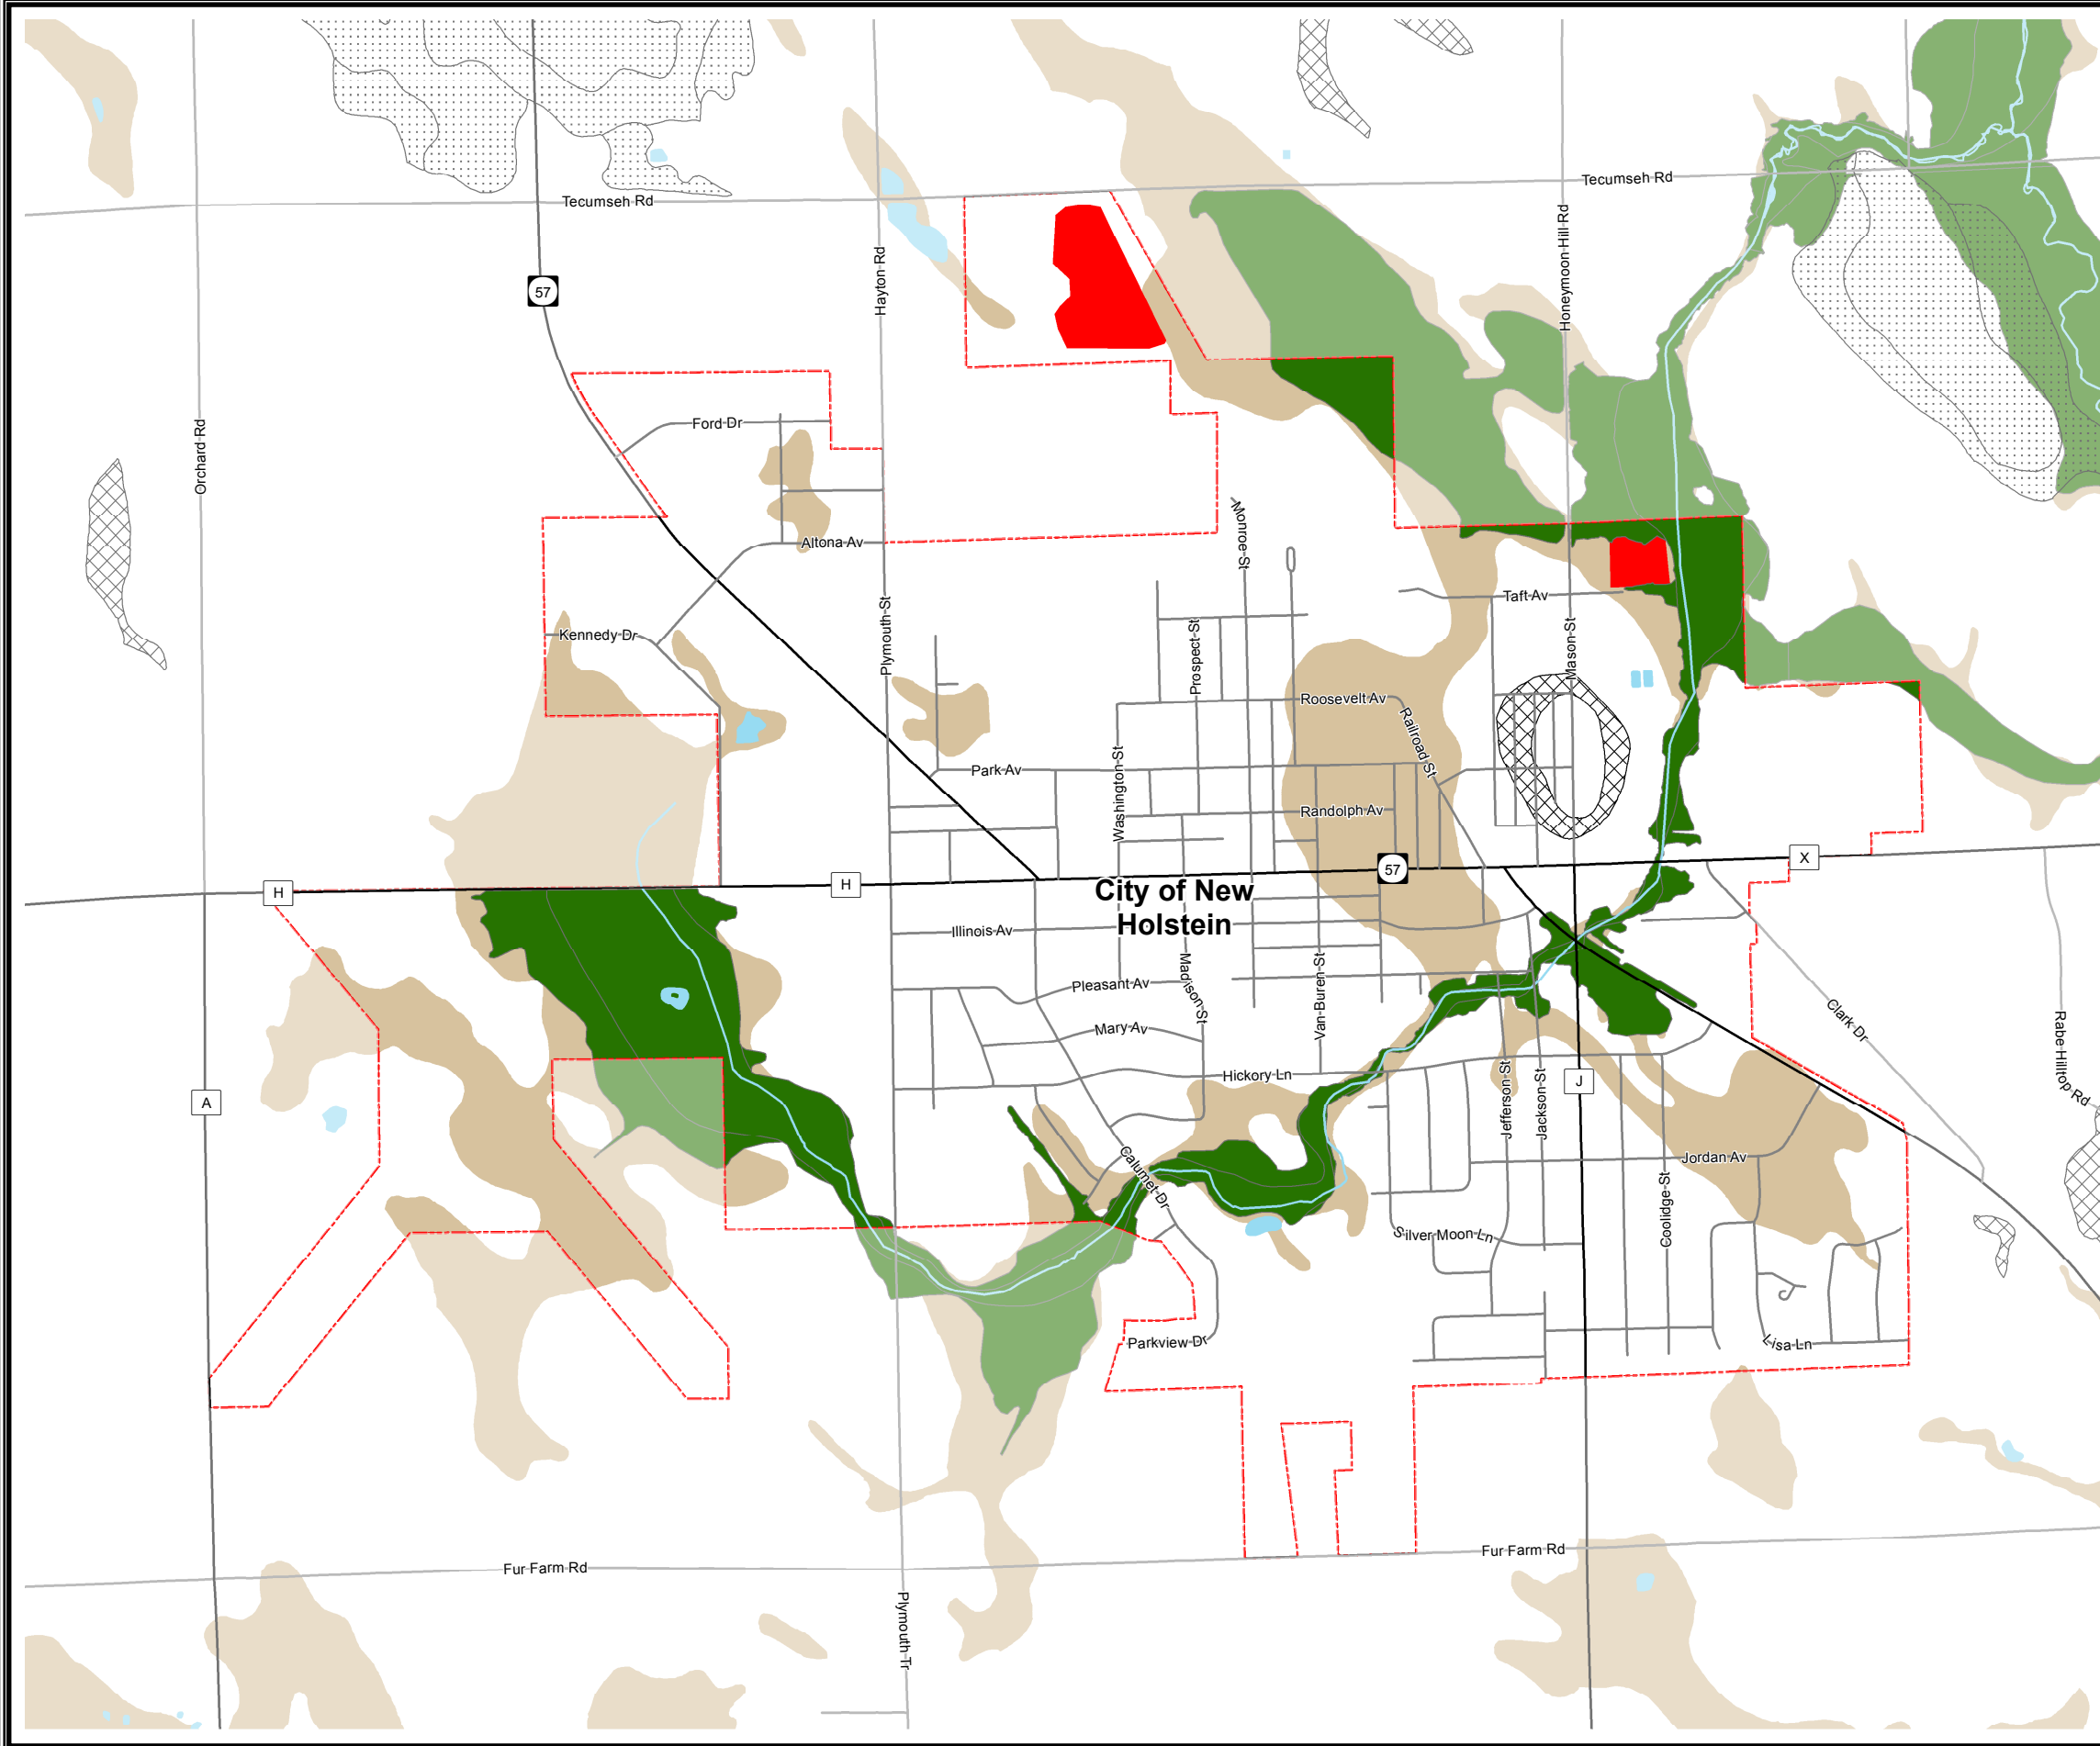 Tecumseh Rd
Tecumseh Rd
Honeymoon Hill Rd
Hayton Rd
57
Orchard Rd
Ford Dr
Altona Av
Monroe St
Kennedy Dr
Plymouth St
Prospect St
Taft Av
Mason St
Roosevelt Av
Railroad St
Park Av
Washington St
Randolph Av
X
57
H
H
City of New
Holstein
Illinois Av
Pleasant Av
Madison St
Van Buren St
Mary Av
Hickory Ln
Clark Dr
Rabe Hilltop Rd
A
J
Jefferson St
Jackson St
Calumet Dr
Jordan Av
Coolidge St
Silver Moon Ln
Parkview Dr
Lisa Ln
Fur Farm Rd
Fur Farm Rd
Plymouth Tr